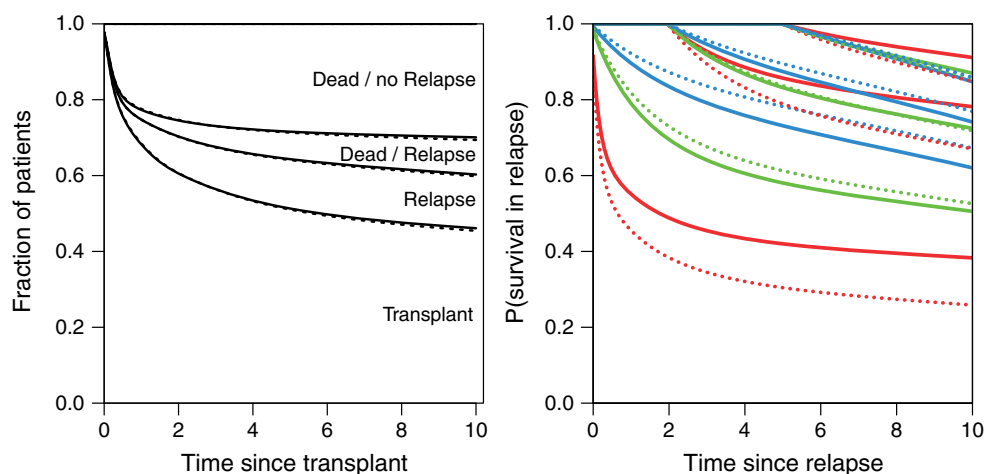 Fraction of patients
1.0
0.8
0.6
0.4
0.2
0.0
Dead / no Relapse
Dead / Relapse
Relapse
Transplant
0 2 4 6 8 10
Time since transplant
P(survival in relapse)
1.0
0.8
0.6
0.4
0.2
0.0
0 2 4 6 8 10
Time since relapse